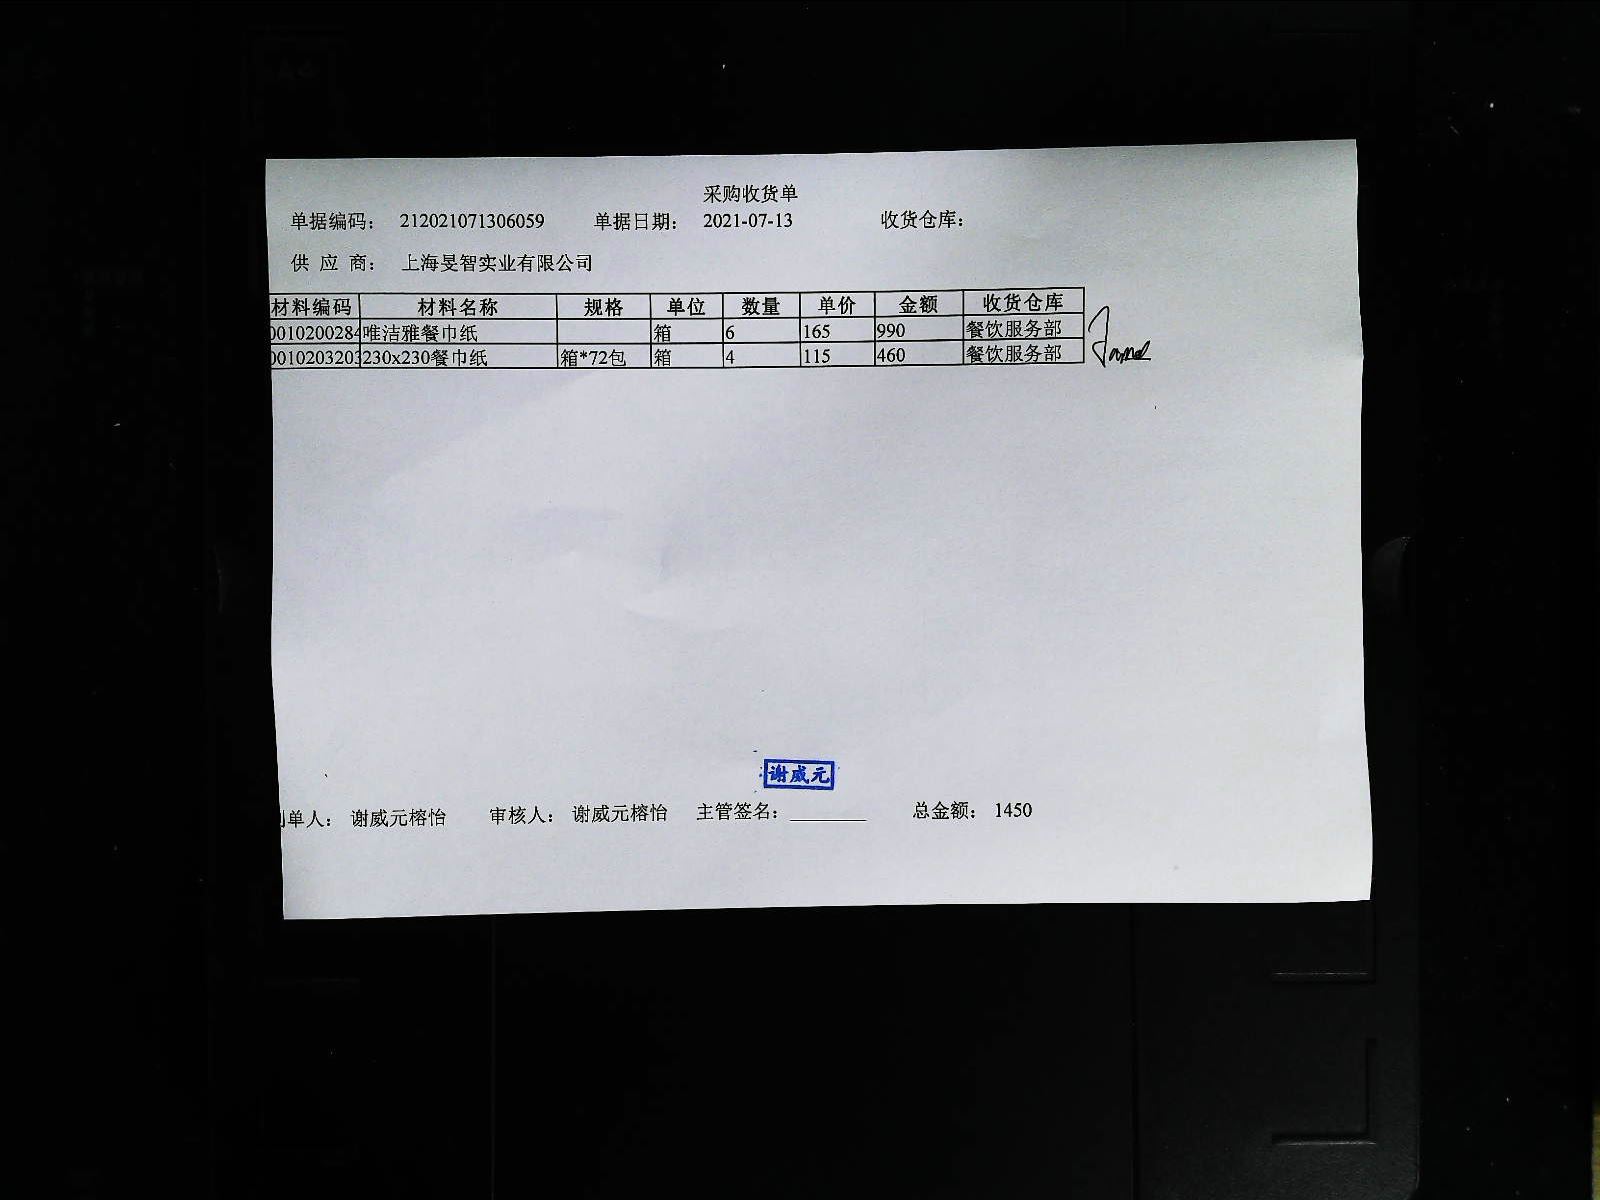 采购收货单
单据编码： 212021071306059 单据日期： 2021-07-13 收货仓库：
供 应 商： 上海旻智实业有限公司
材料编码 材料名称 规格 单位 数量 单价 金额 收货仓库
0010200284 唯洁雅餐巾纸 箱 6 165 990 餐饮服务部
0010203203 230x230餐巾纸 箱*72包 箱 4 115 460 餐饮服务部
谢威元
制单人： 谢威元榕怡 审核人： 谢威元榕怡 主管签名： 总金额： 1450